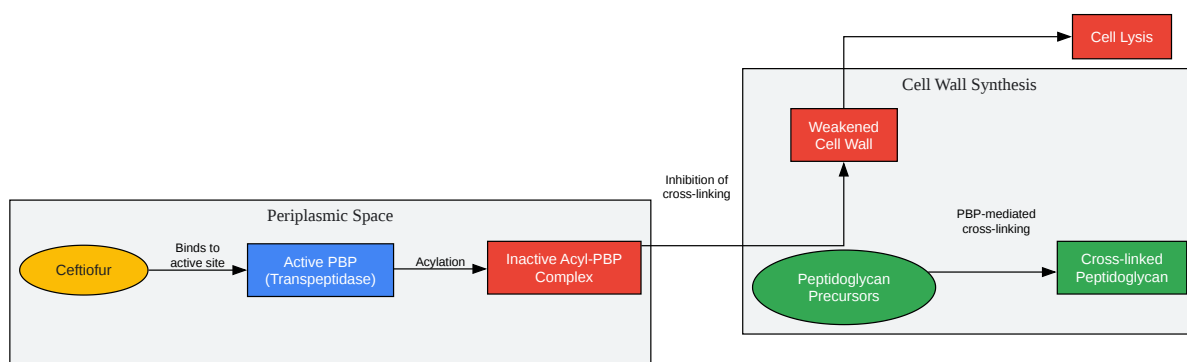 Cell Lysis
Cell Wall Synthesis
Weakened
Cell Wall
Inhibition of
cross-linking
Periplasmic Space
PBP-mediated
cross-linking
Ceftiofur
Binds to
active site
Active PBP
(Transpeptidase)
Acylation
Inactive Acyl-PBP
Complex
Peptidoglycan
Precursors
Cross-linked
Peptidoglycan